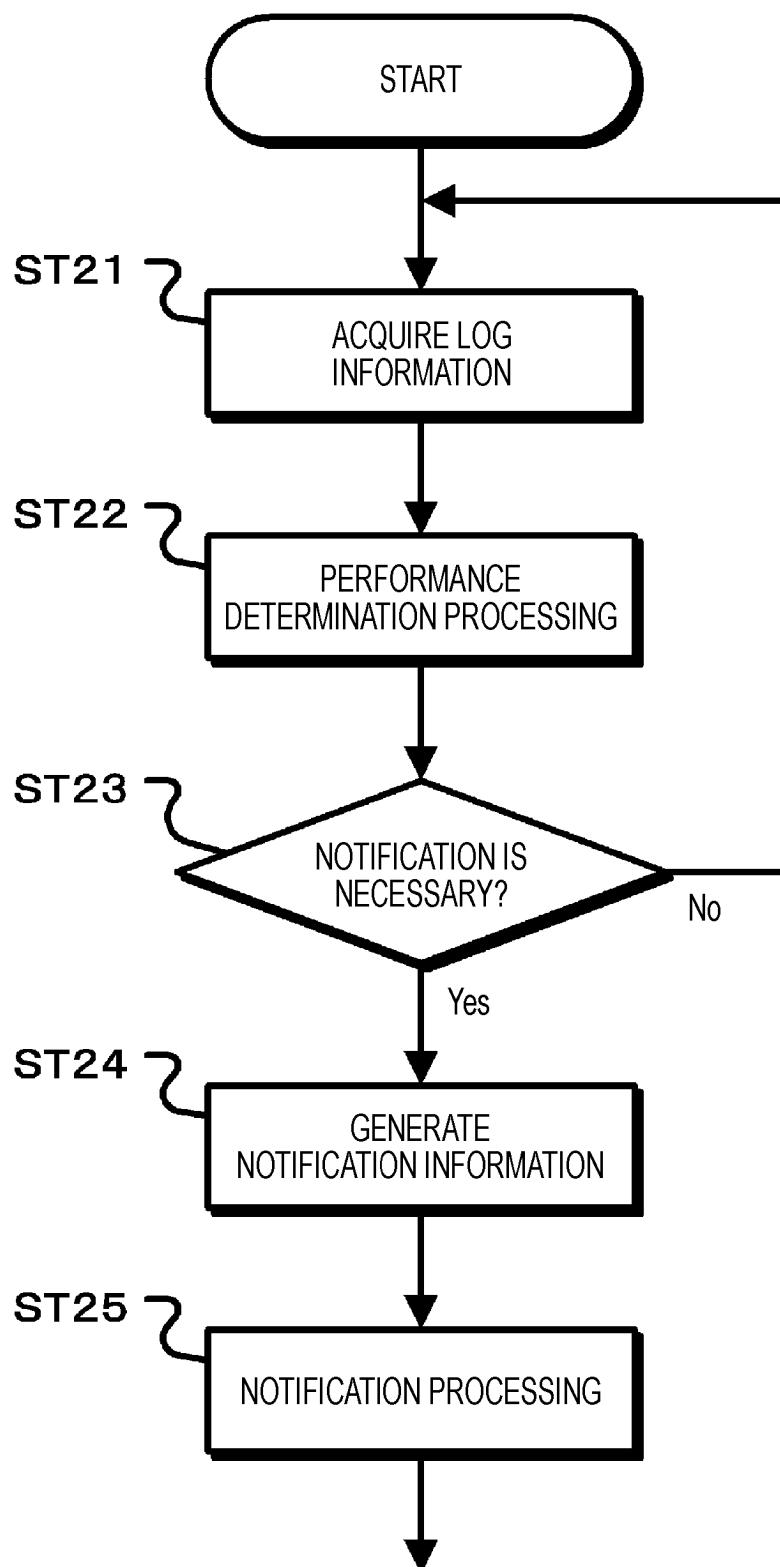 START
ST21
ACQUIRE LOG
INFORMATION
ST22
PERFORMANCE
DETERMINATION PROCESSING
ST23
NOTIFICATION IS
NECESSARY?
No
Yes
ST24
GENERATE
NOTIFICATION INFORMATION
ST25
NOTIFICATION PROCESSING